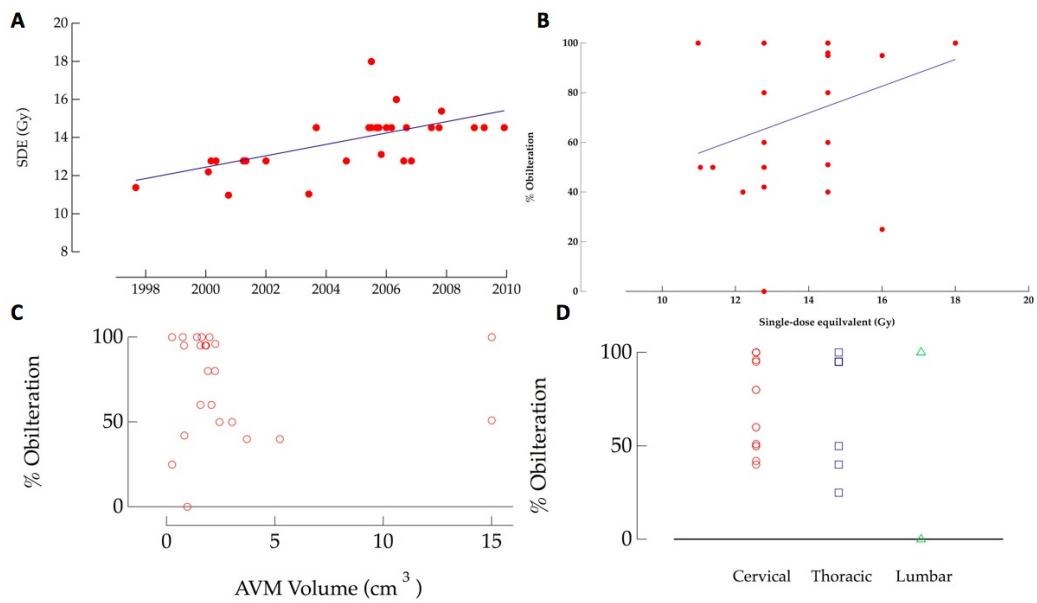 A
20
18
16
14
12
10
8
SDE (Gy)
1998 2000 2002 2004 2006 2008 2010
B
100
80
60
40
20
0
% Obilteration
10 12 14 16 18 20
Single-dose equilvalent (Gy)
C
100
50
0
% Obilteration
0 5 10 15
AVM Volume (cm 3 )
D
100
50
0
% Obilteration
Cervical Thoracic Lumbar